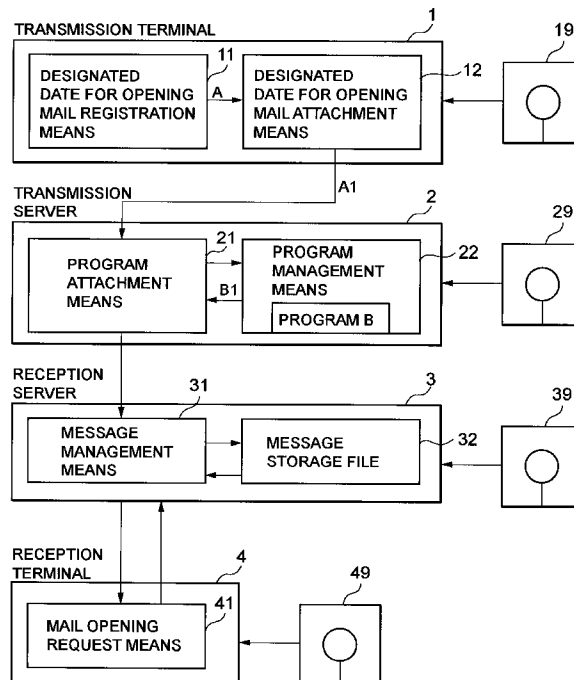 TRANSMISSION TERMINAL
1
19
11
DESIGNATED
DATE FOR OPENING
MAIL REGISTRATION
MEANS
A
12
DESIGNATED
DATE FOR OPENING
MAIL ATTACHMENT
MEANS
A1
TRANSMISSION
SERVER
2
29
21
PROGRAM
ATTACHMENT
MEANS
B1
22
PROGRAM
MANAGEMENT
MEANS
PROGRAM B
RECEPTION
SERVER
3
39
31
MESSAGE
MANAGEMENT
MEANS
32
MESSAGE
STORAGE FILE
RECEPTION
TERMINAL
4
49
41
MAIL OPENING
REQUEST MEANS